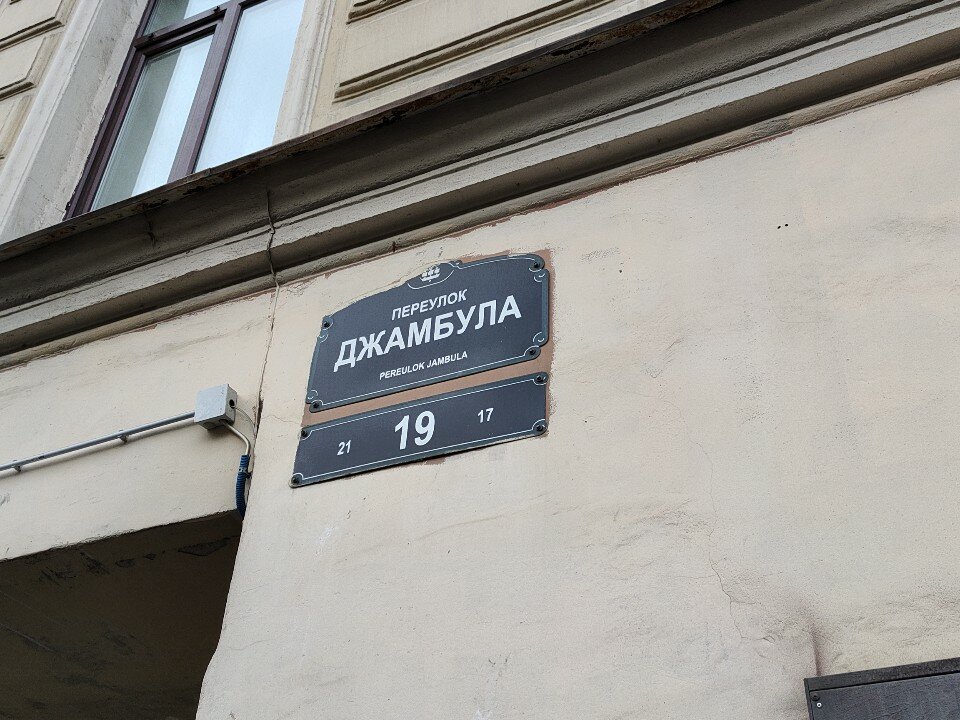 ПЕРЕУЛОК
ДЖАМБУЛА
PEREULOK JAMBULA
21 19 17